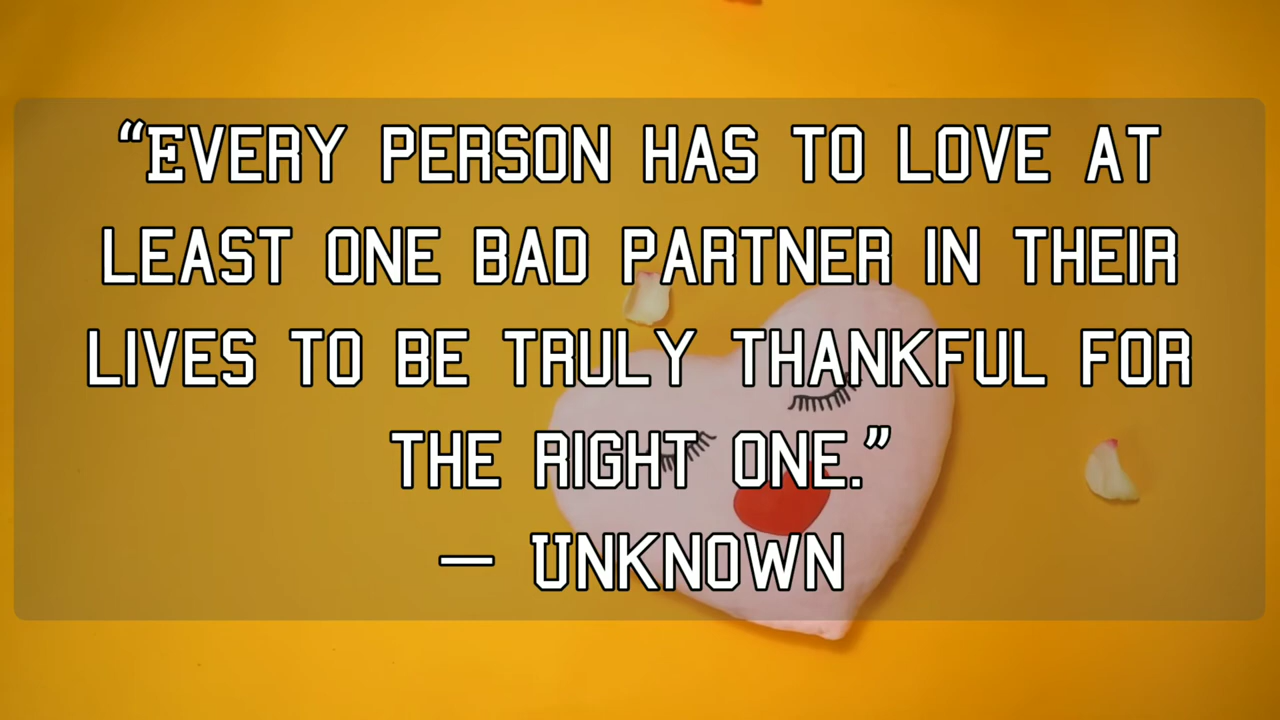 “Every person has to love at
least one bad partner in their
lives to be truly thankful for
the right one.”
— Unknown